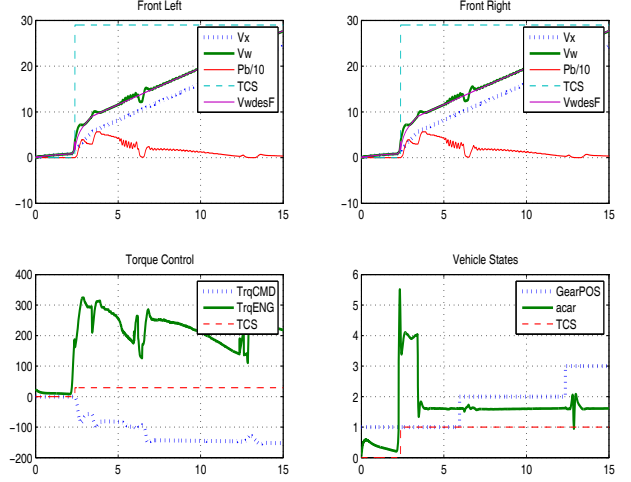 Front Left
30
20
10
0
−10
0
5
10
15
Vx
Vw
Pb/10
TCS
VwdesF
Front Right
30
20
10
0
−10
0
5
10
15
Vx
Vw
Pb/10
TCS
VwdesF
Torque Control
400
300
200
100
0
−100
−200
0
5
10
15
TrqCMD
TrqENG
TCS
Vehicle States
6
5
4
3
2
1
0
0
5
10
15
GearPOS
acar
TCS